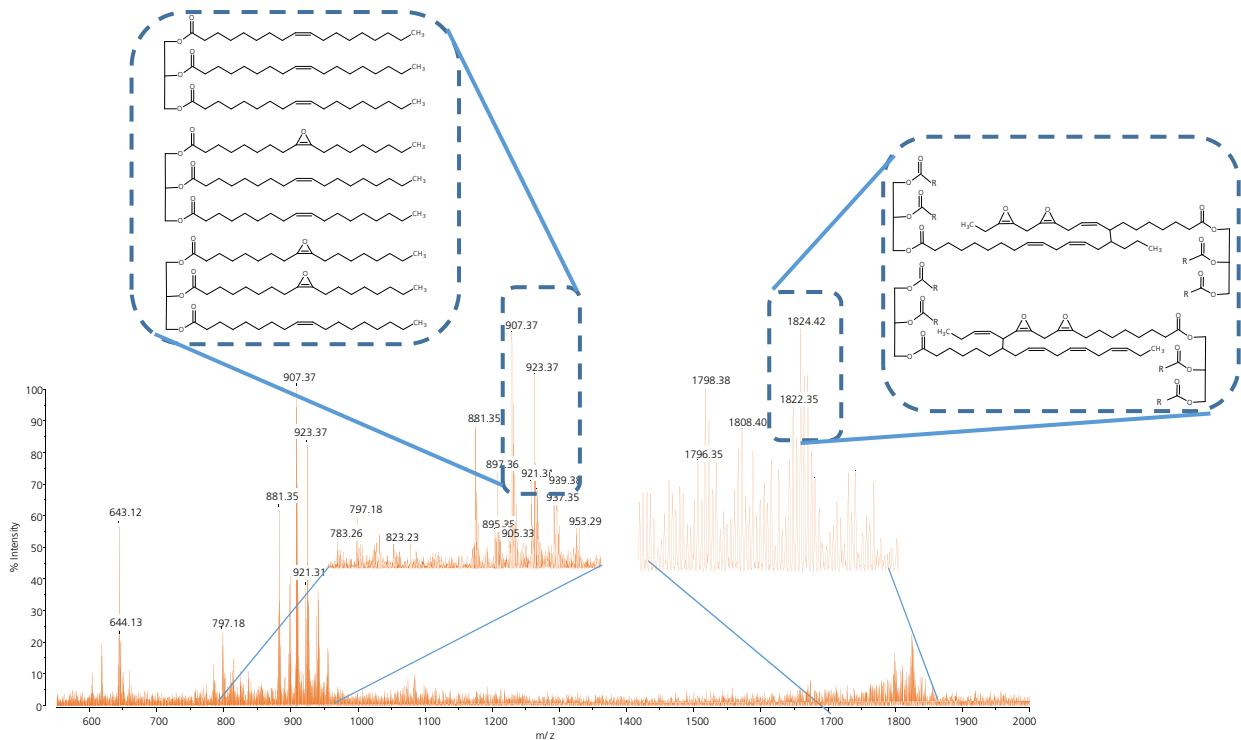 O
O
CH3
O
O
CH3
O
O
CH3
O
O
O
CH3
O
O
CH3
O
O
CH3
O
O
O
CH3
O
O
O
CH3
O
O
CH3
O
O
R
O
O
R
O
O
H3C
O
O
O
O
CH3
R
O
O
R
O
O
O
O
R
O
O
R
O
O
H3C
O
O
O
O
CH3
R
O
O
R
O
O
907.37
923.37
881.35
897.36
921.3
939.38
937.35
895.35
905.33
953.29
797.18
783.26
823.23
1824.42
1798.38
1822.35
1808.40
1796.35
907.37
923.37
881.35
921.31
643.12
644.13
797.18
% Intensity
100
90
80
70
60
50
40
30
20
10
0
600 700 800 900 1000 1100 1200 1300 1400 1500 1600 1700 1800 1900 2000
m/z